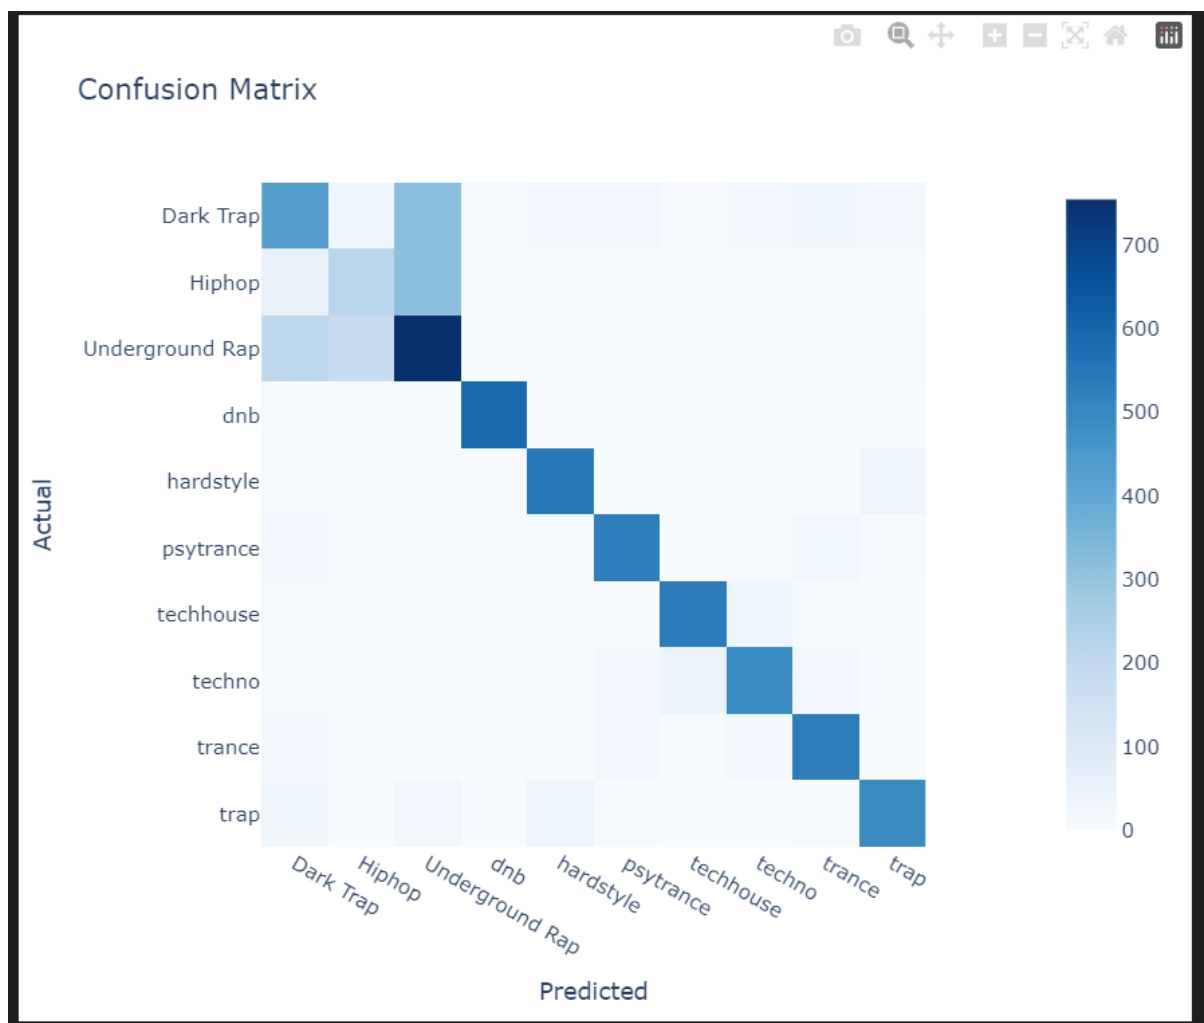 Confusion Matrix
Dark Trap
Hiphop
Underground Rap
dnb
hardstyle
psytrance
techhouse
techno
trance
trap
Actual
Dark Trap
Hiphop
Underground Rap
dnb
hardstyle
psytrance
techhouse
techno
trance
trap
Predicted
700
600
500
400
300
200
100
0